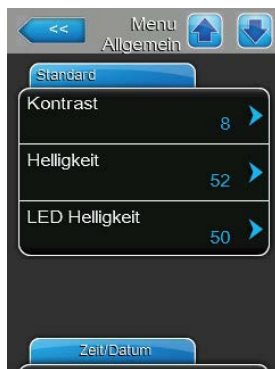 <<
Menu
Allgemein
Standard
Kontrast
8
Helligkeit
52
LED Helligkeit
50
Zeit/Datum